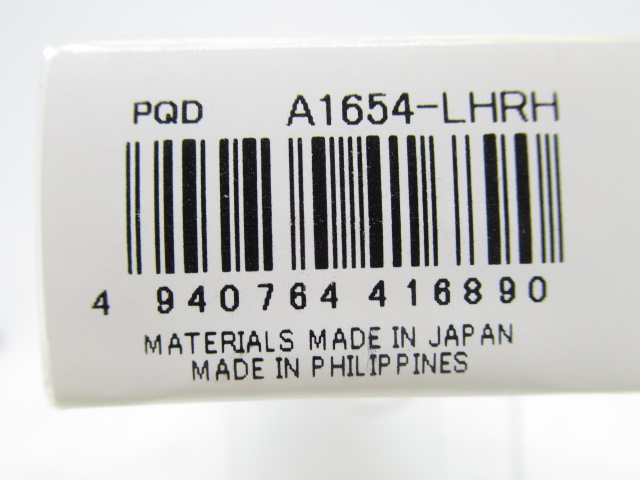 PQD A1654-LHRH
4 940764 416890
MATERIALS MADE IN JAPAN
MADE IN PHILIPPINES